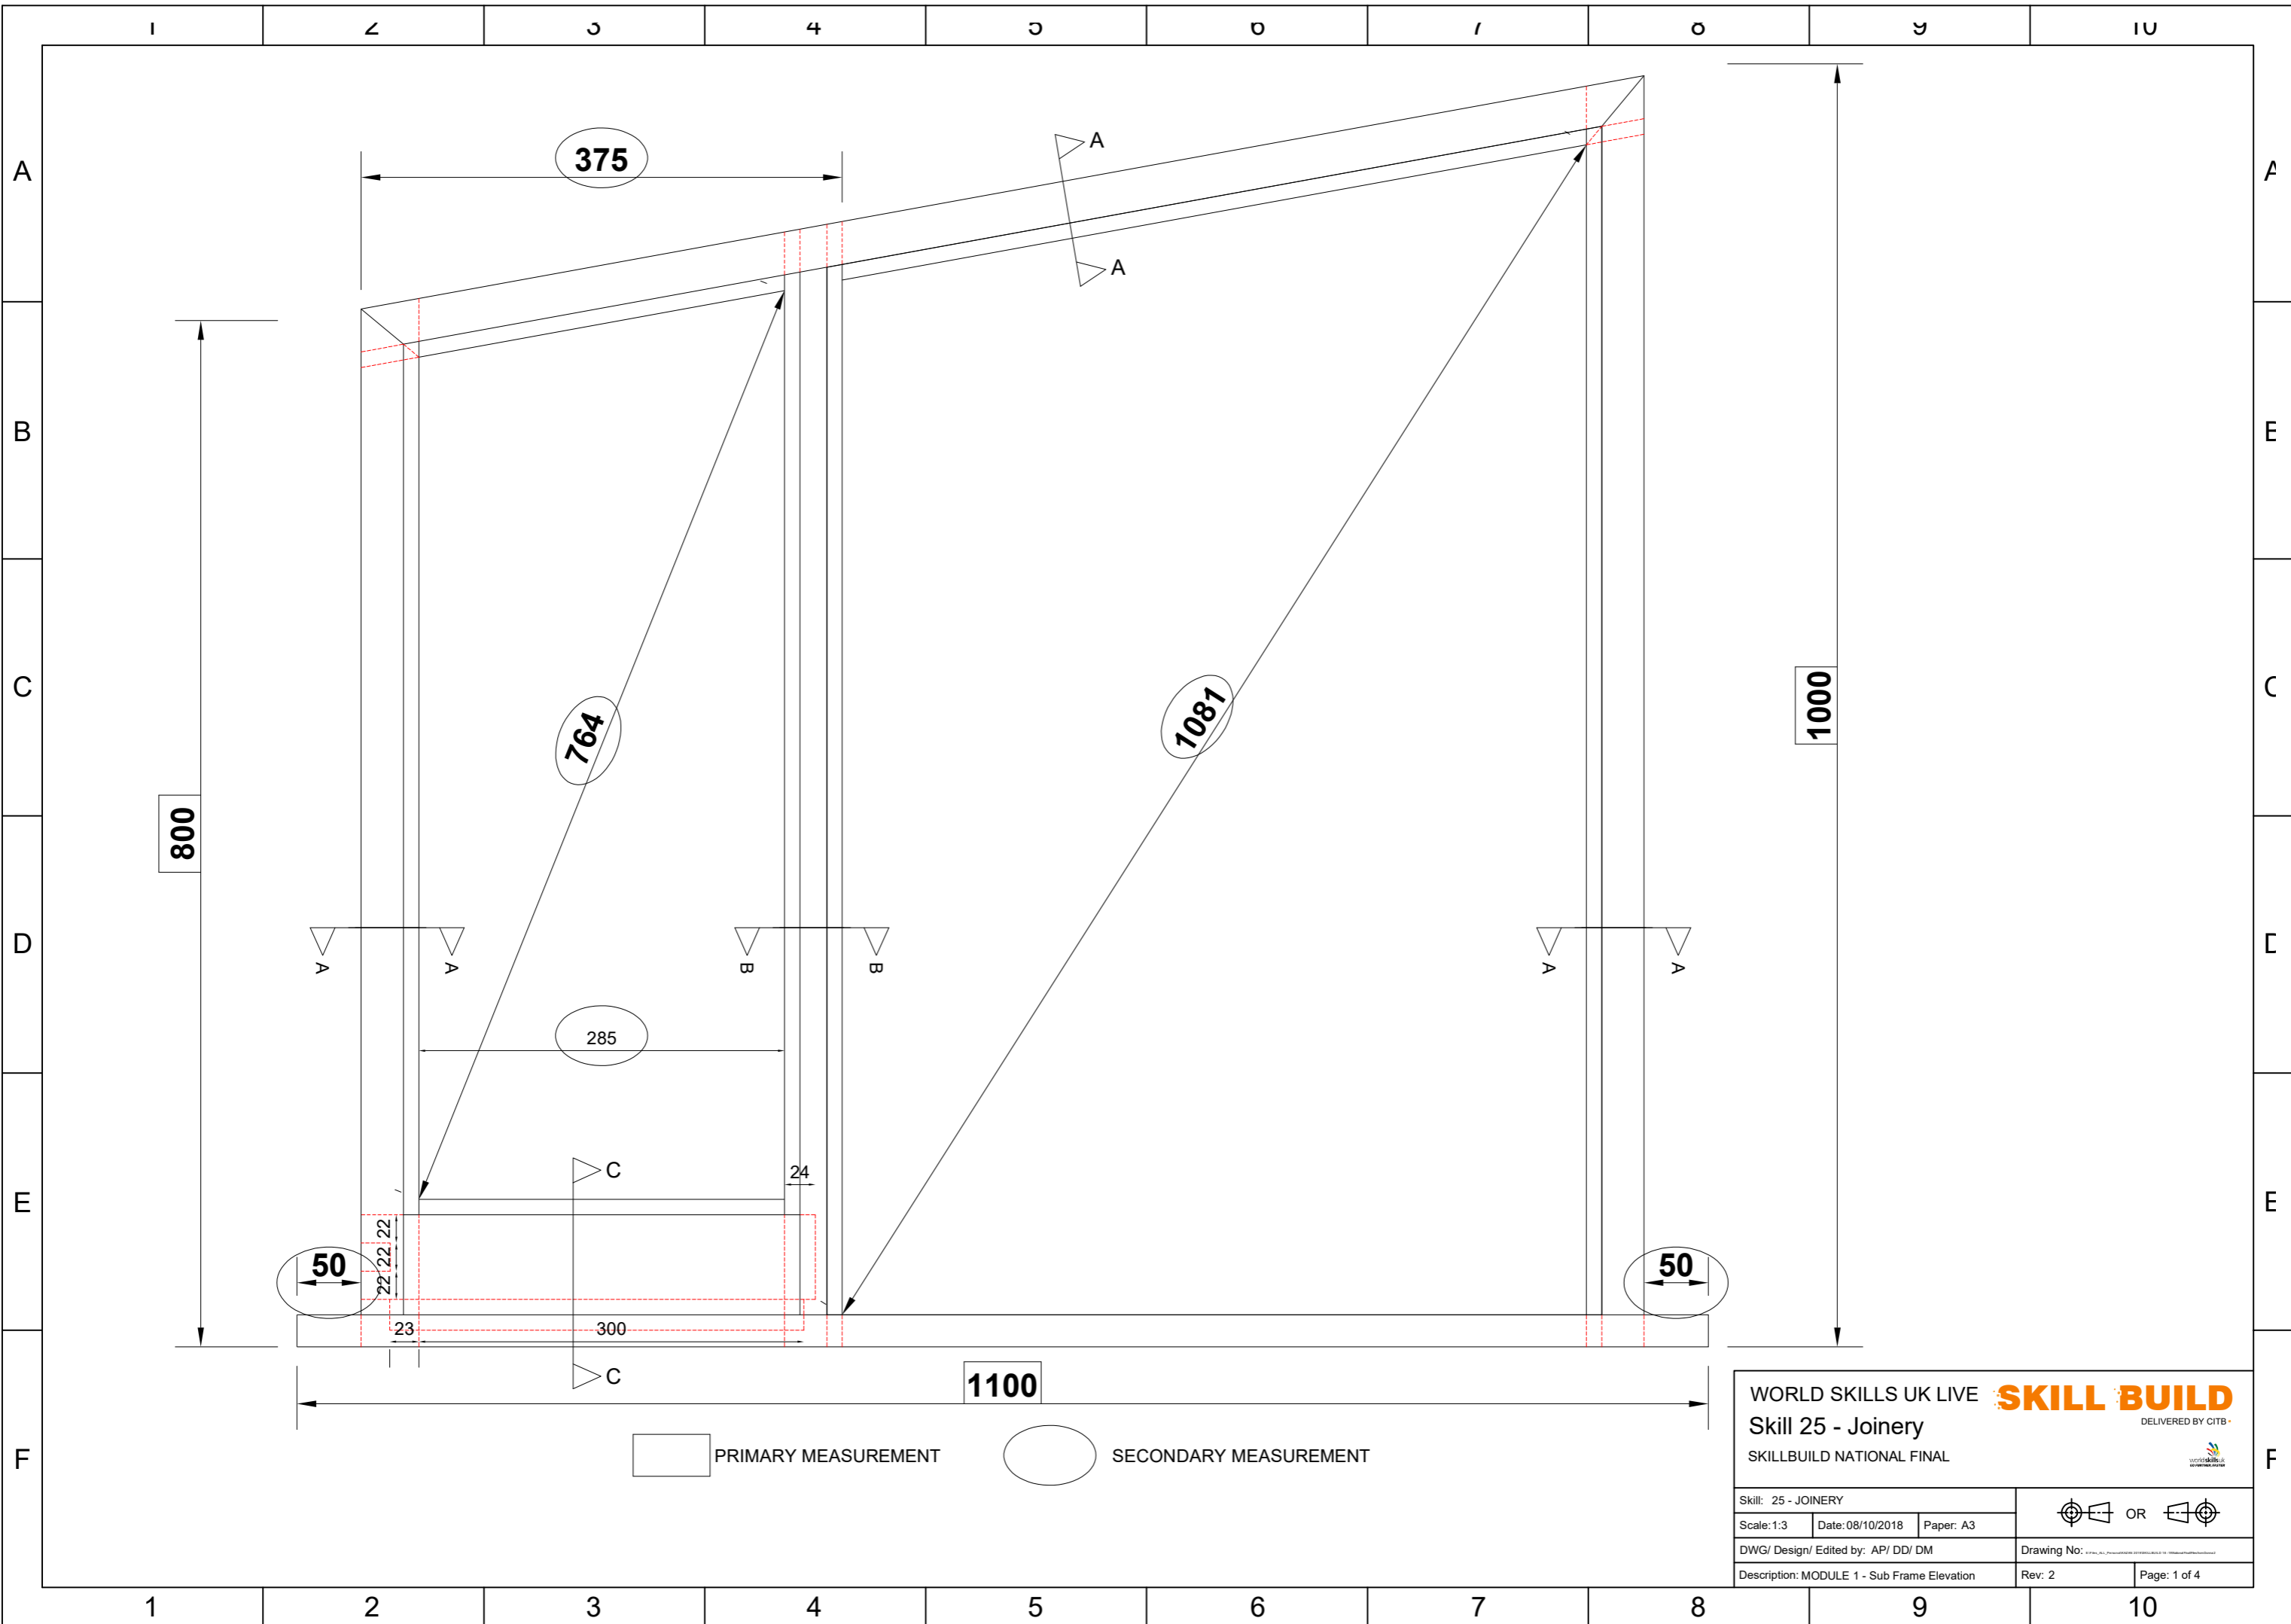 1 2 3 4 5 6 7 8 9 10
A A
B B
C C
D D
E E
F F
375
A
A
764
1081
800
1000
A A B B A A
285
C
24
22
22
22
50
50
23
300
C
1100
PRIMARY MEASUREMENT
SECONDARY MEASUREMENT
WORLD SKILLS UK LIVE
SKILL BUILD
DELIVERED BY CITB
Skill 25 - Joinery
SKILLBUILD NATIONAL FINAL
worldskillsuk
Skill: 25 - JOINERY
OR
Scale:1:3
Date:08/10/2018
Paper: A3
DWG/ Design/ Edited by: AP/ DD/ DM
Drawing No:
Description: MODULE 1 - Sub Frame Elevation
Rev: 2
Page: 1 of 4
1 2 3 4 5 6 7 8 9 10